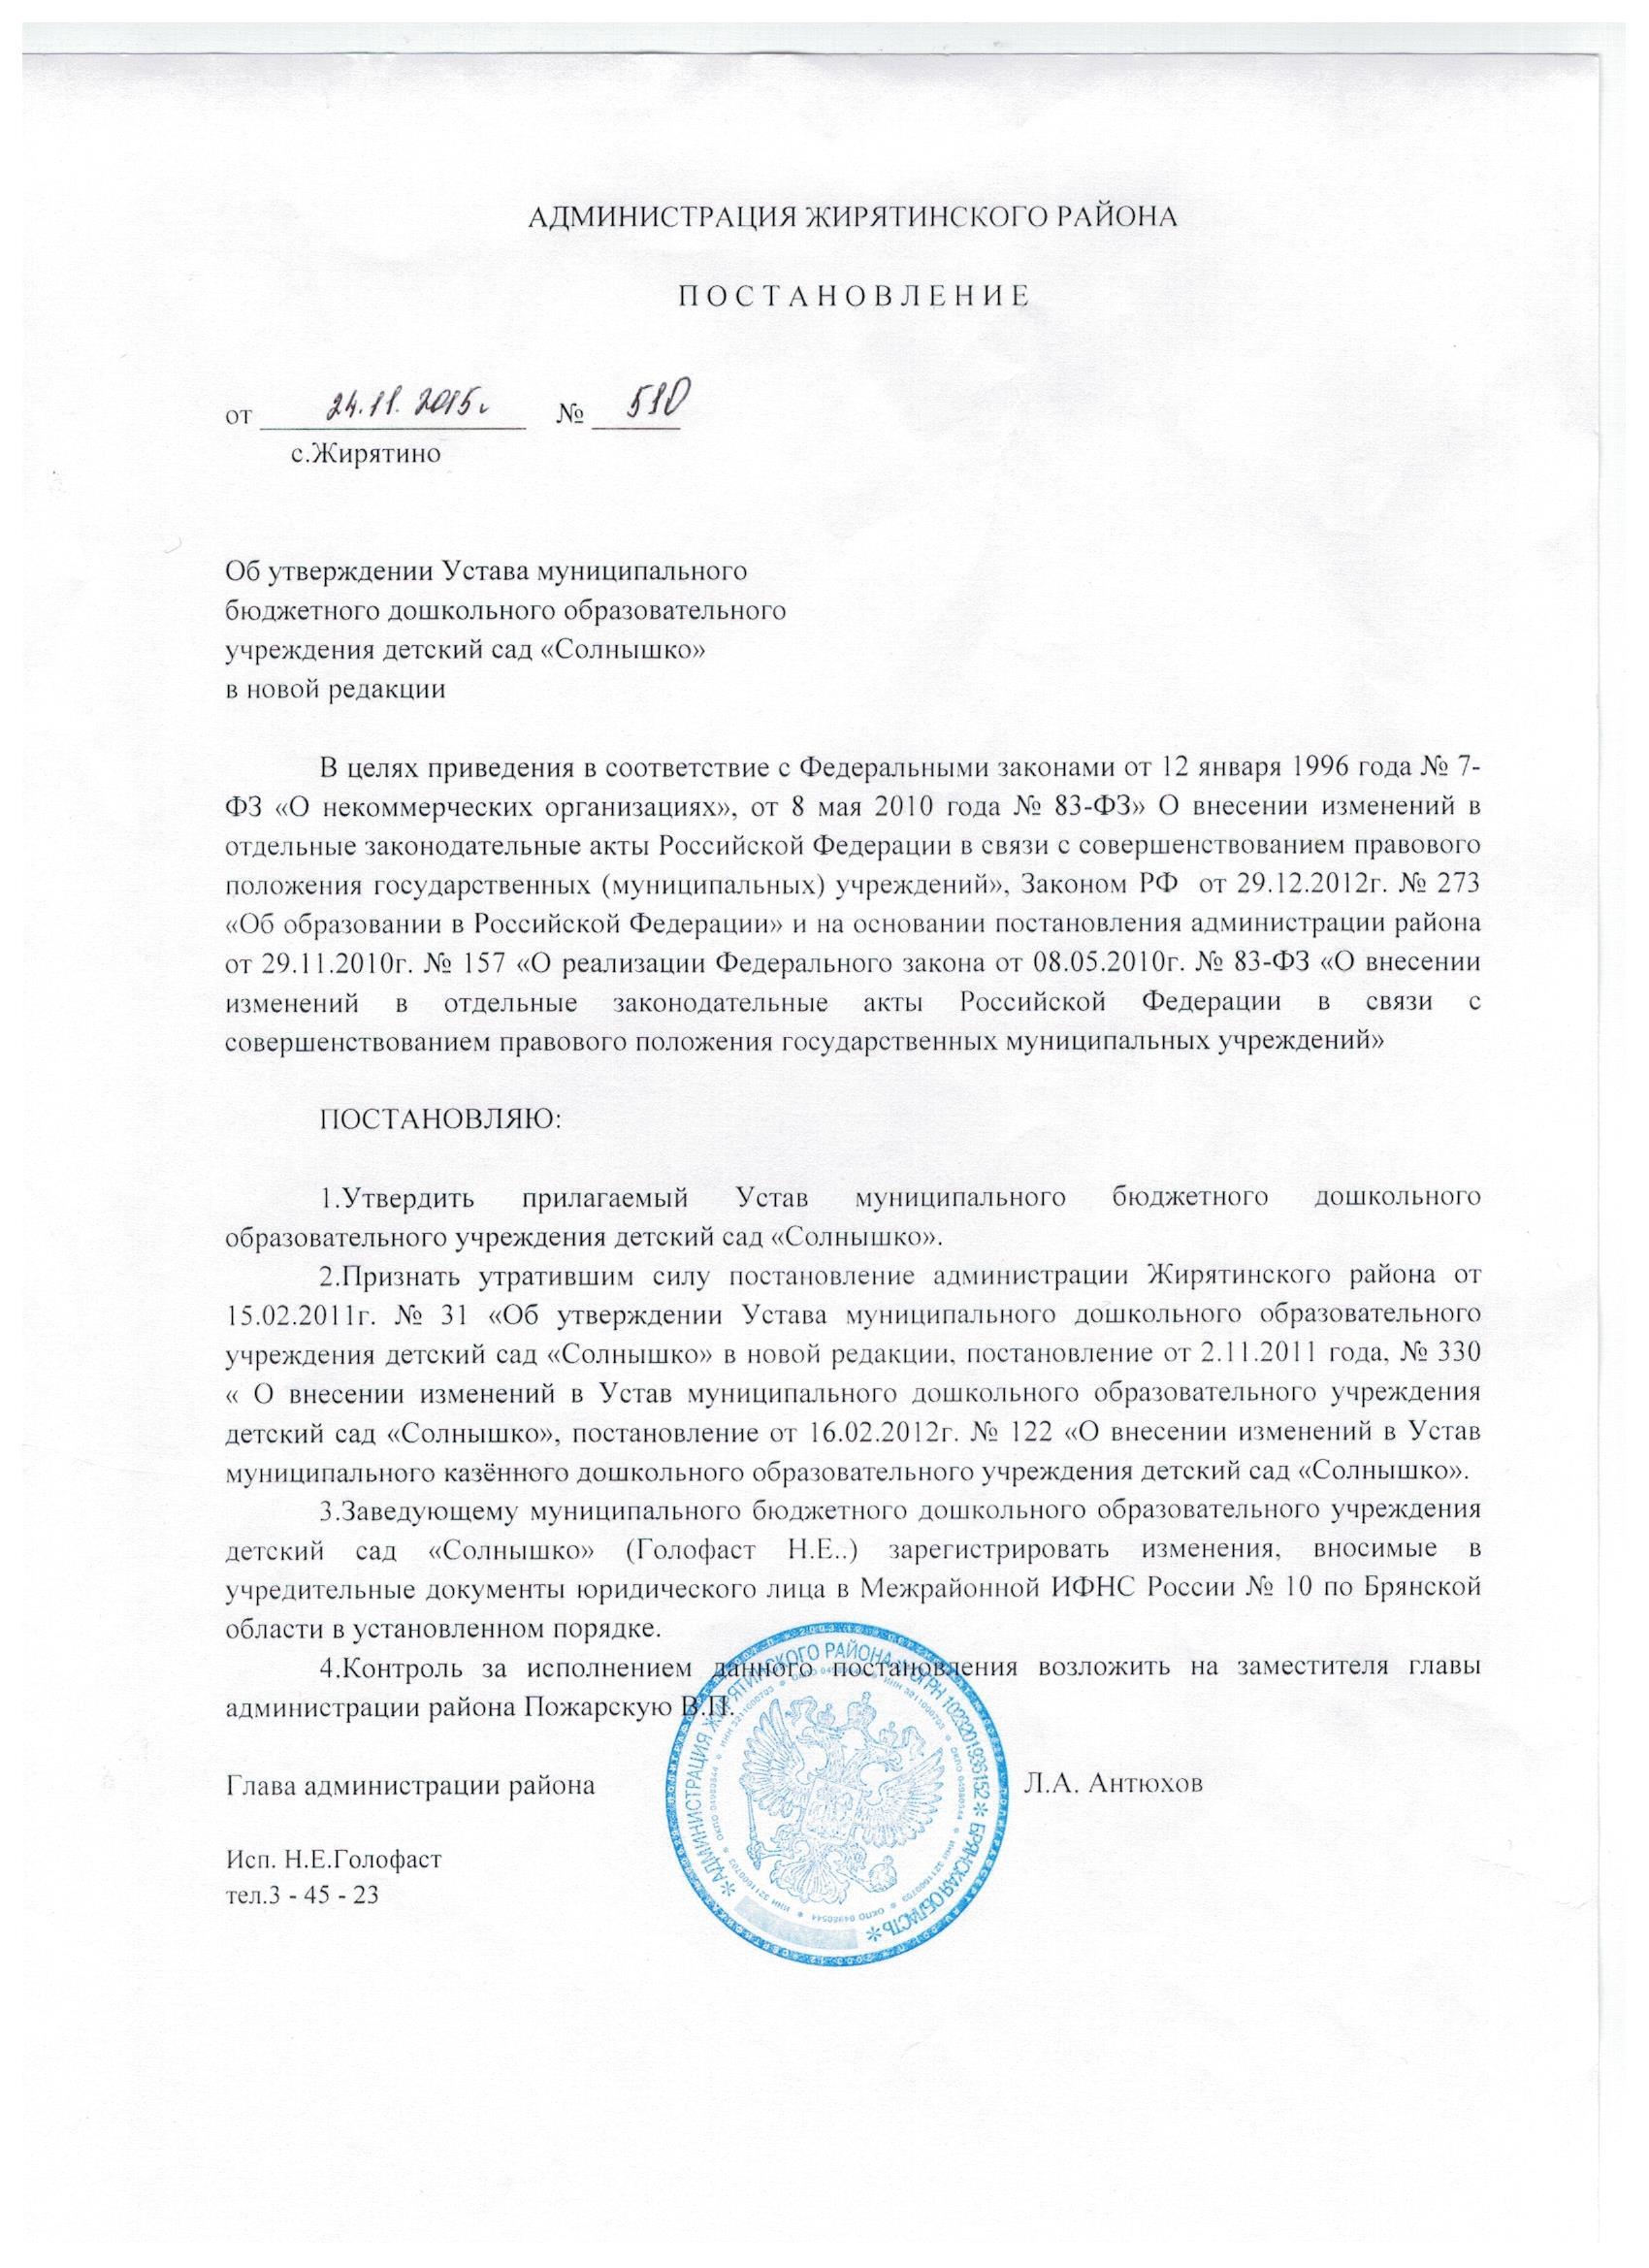 АДМИНИСТРАЦИЯ ЖИРЯТИНСКОГО РАЙОНА
П О С Т А Н О В Л Е Н И Е
от 24.11.2015г № 510
с.Жирятино
Об утверждении Устава муниципального
бюджетного дошкольного образовательного
учреждения детский сад «Солнышко»
в новой редакции
В целях приведения в соответствие с Федеральными законами от 12 января 1996 года № 7-
ФЗ «О некоммерческих организациях», от 8 мая 2010 года № 83-ФЗ» О внесении изменений в
отдельные законодательные акты Российской Федерации в связи с совершенствованием правового
положения государственных (муниципальных) учреждений», Законом РФ от 29.12.2012г. № 273
«Об образовании в Российской Федерации» и на основании постановления администрации района
от 29.11.2010г. № 157 «О реализации Федерального закона от 08.05.2010г. № 83-ФЗ «О внесении
изменений в отдельные законодательные акты Российской Федерации в связи с
совершенствованием правового положения государственных муниципальных учреждений»
ПОСТАНОВЛЯЮ:
1.Утвердить прилагаемый Устав муниципального бюджетного дошкольного
образовательного учреждения детский сад «Солнышко».
2.Признать утратившим силу постановление администрации Жирятинского района от
15.02.2011г. № 31 «Об утверждении Устава муниципального дошкольного образовательного
учреждения детский сад «Солнышко» в новой редакции, постановление от 2.11.2011 года, № 330
« О внесении изменений в Устав муниципального дошкольного образовательного учреждения
детский сад «Солнышко», постановление от 16.02.2012г. № 122 «О внесении изменений в Устав
муниципального казённого дошкольного образовательного учреждения детский сад «Солнышко».
3.Заведующему муниципального бюджетного дошкольного образовательного учреждения
детский сад «Солнышко» (Голофаст Н.Е..) зарегистрировать изменения, вносимые в
учредительные документы юридического лица в Межрайонной ИФНС России № 10 по Брянской
области в установленном порядке.
4.Контроль за исполнением данного постановления возложить на заместителя главы
администрации района Пожарскую В.П.
Глава администрации района Л.А. Антюхов
Исп. Н.Е.Голофаст
тел.3 - 45 - 23
* АДМИНИСТРАЦИЯ ЖИРЯТИНСКОГО РАЙОНА * ОГРН 1023201936152 * БРЯНСКАЯ ОБЛАСТЬ *